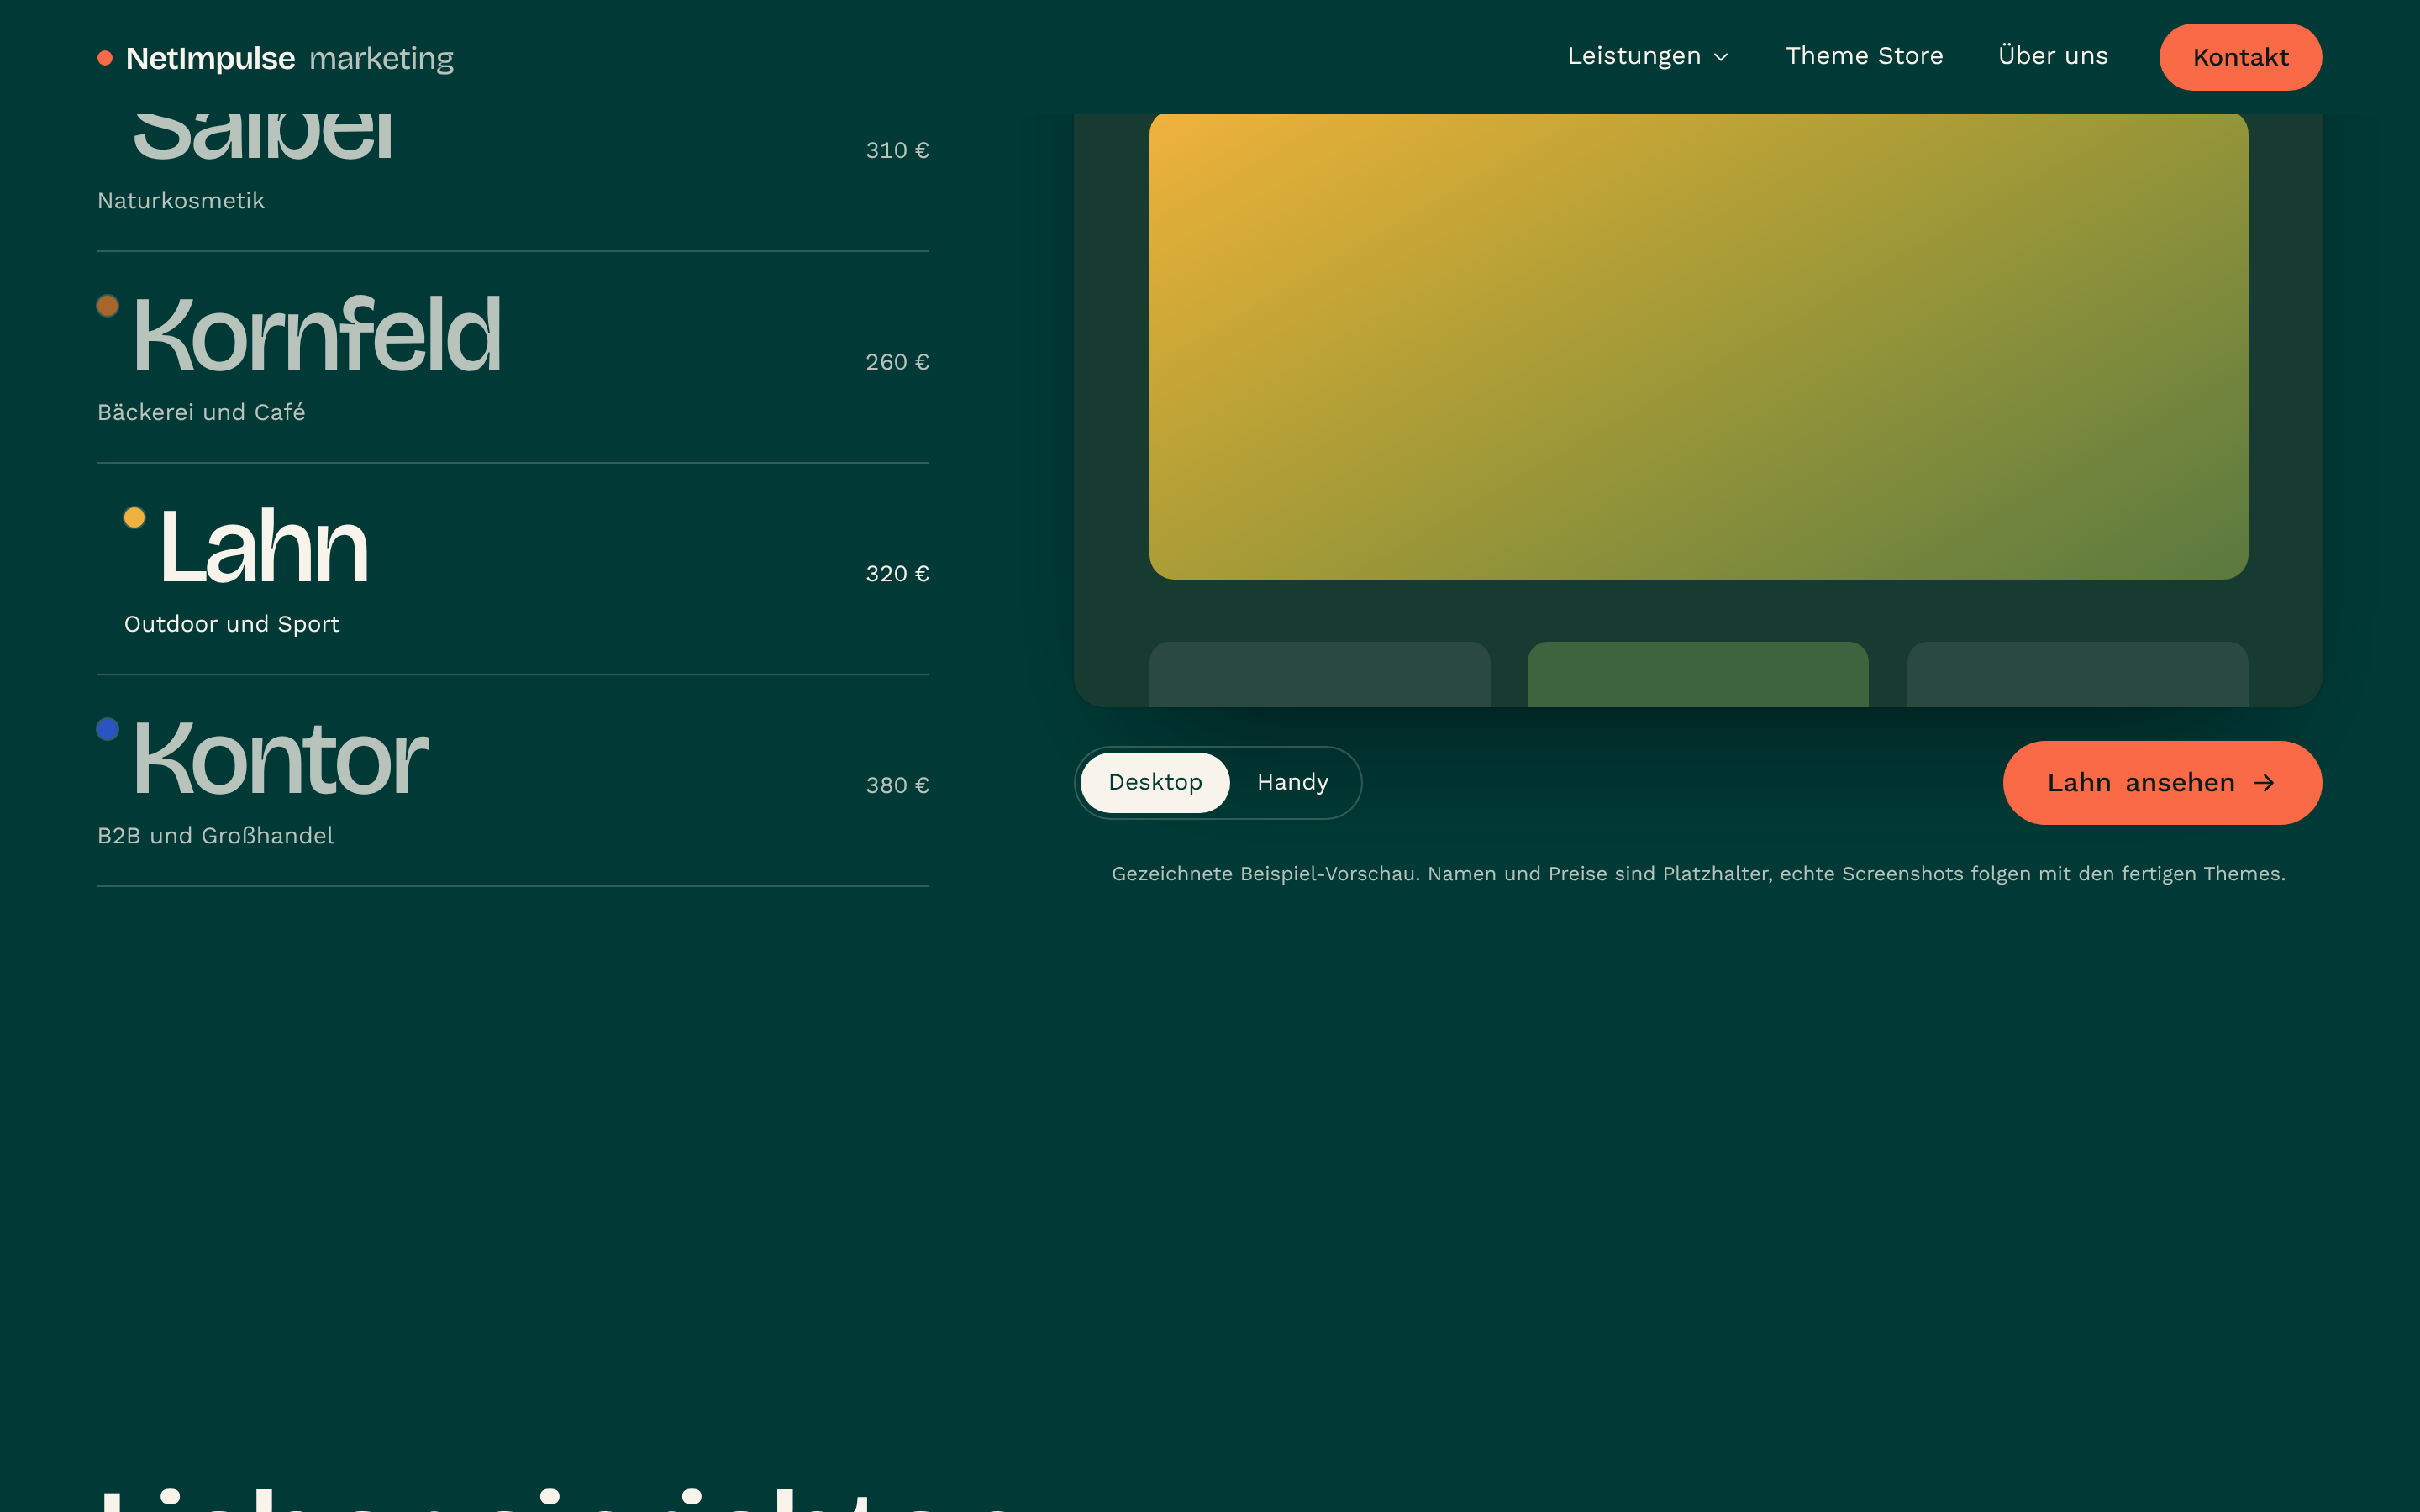 NetImpulse marketing
Leistungen
Theme Store
Über uns
Kontakt
Salbei
310 €
Naturkosmetik
Kornfeld
260 €
Bäckerei und Café
Lahn
320 €
Outdoor und Sport
Kontor
380 €
B2B und Großhandel
Desktop
Handy
Lahn ansehen →
Gezeichnete Beispiel-Vorschau. Namen und Preise sind Platzhalter, echte Screenshots folgen mit den fertigen Themes.